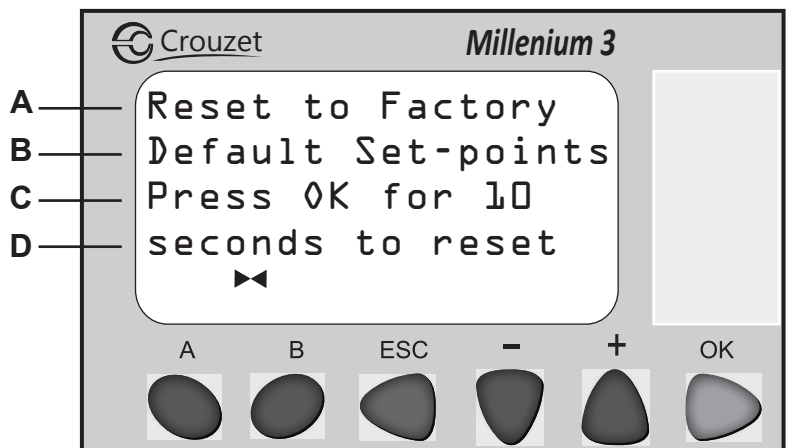 Crouzet Millenium 3
A Reset to Factory
B Default Set-points
C Press OK for 10
D seconds to reset
A B ESC - + OK